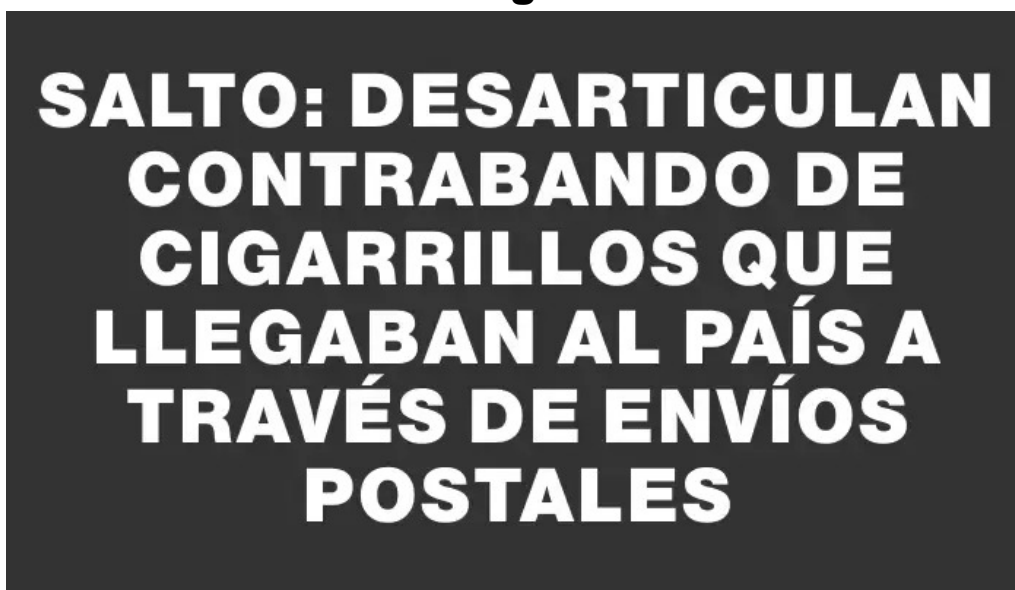 SALTO: DESARTICULAN
CONTRABANDO DE
CIGARRILLOS QUE
LLEGABAN AL PAÍS A
TRAVÉS DE ENVÍOS
POSTALES